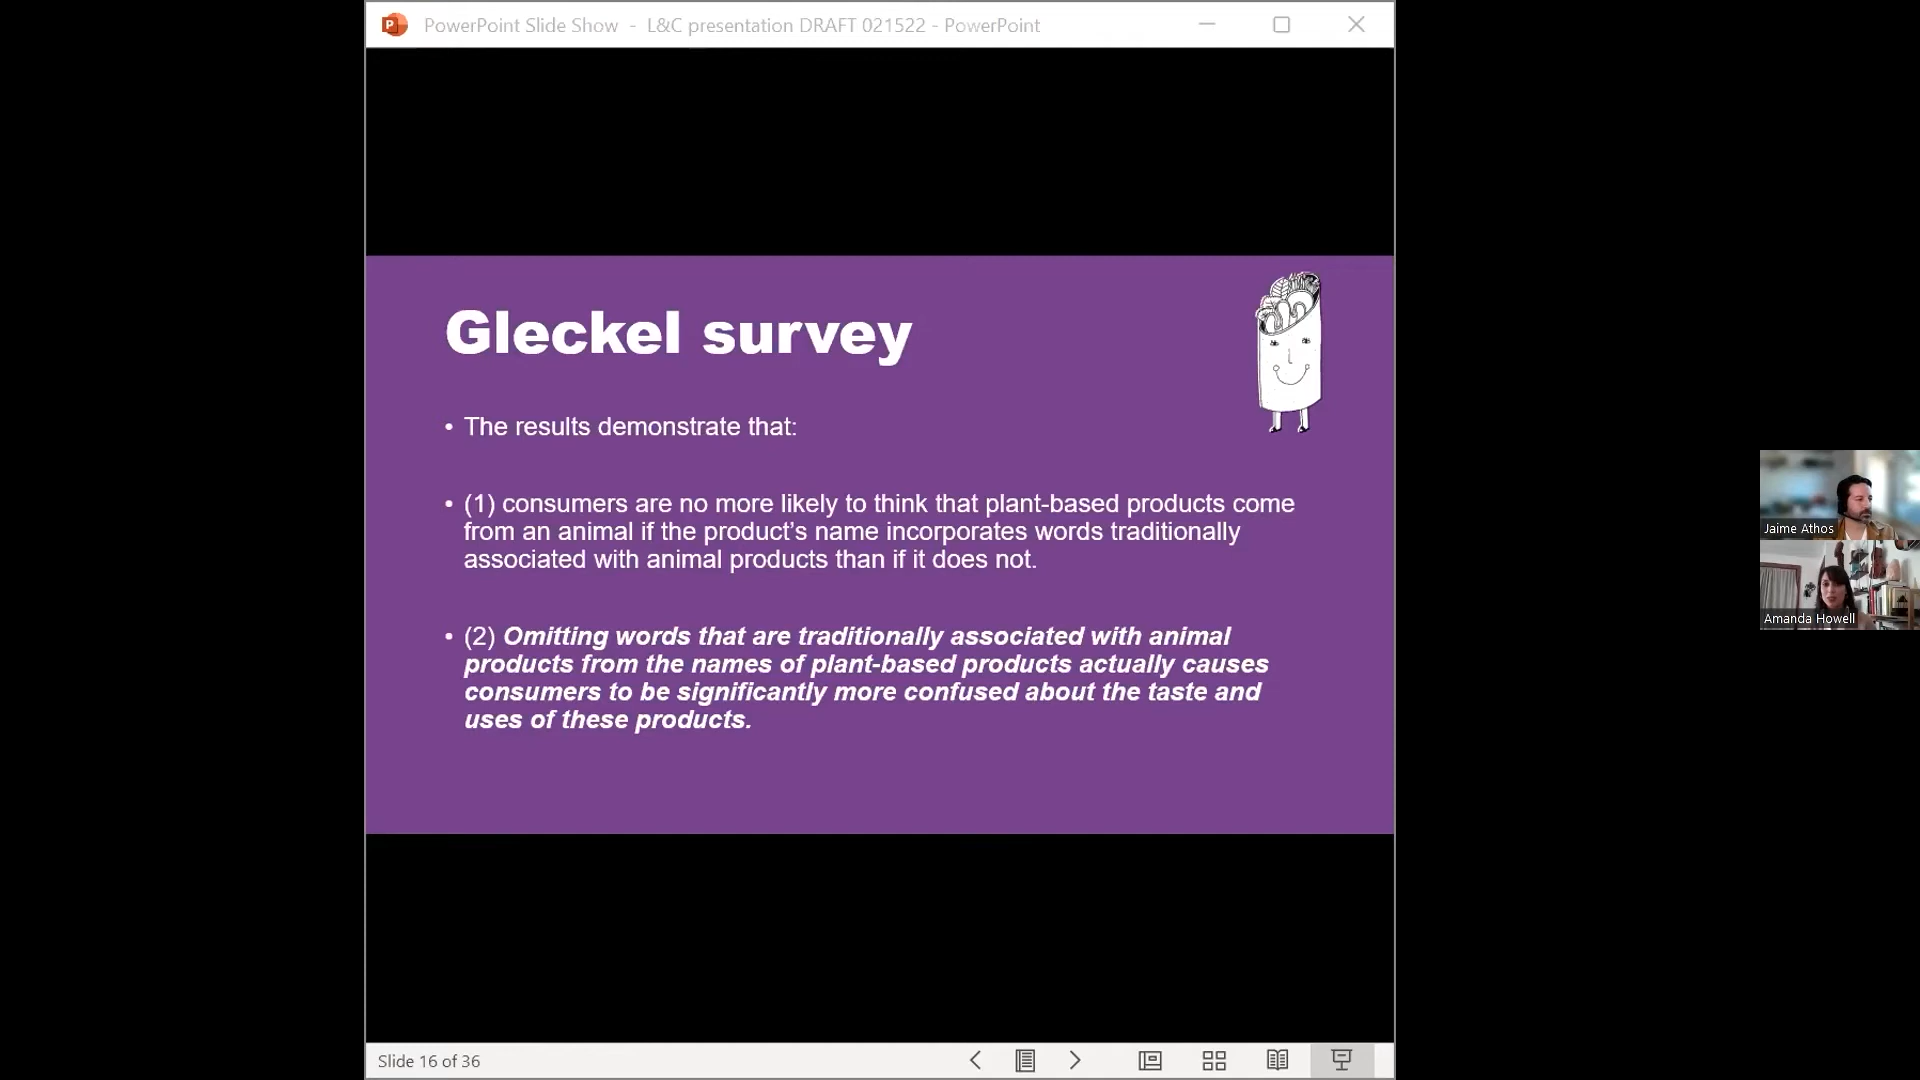 PowerPoint Slide Show - L&C presentation DRAFT 021522 - PowerPoint
Gleckel survey
• The results demonstrate that:
• (1) consumers are no more likely to think that plant-based products come
from an animal if the product’s name incorporates words traditionally
associated with animal products than if it does not.
• (2) Omitting words that are traditionally associated with animal
products from the names of plant-based products actually causes
consumers to be significantly more confused about the taste and
uses of these products.
Jaime Athos
Amanda Howell
Slide 16 of 36